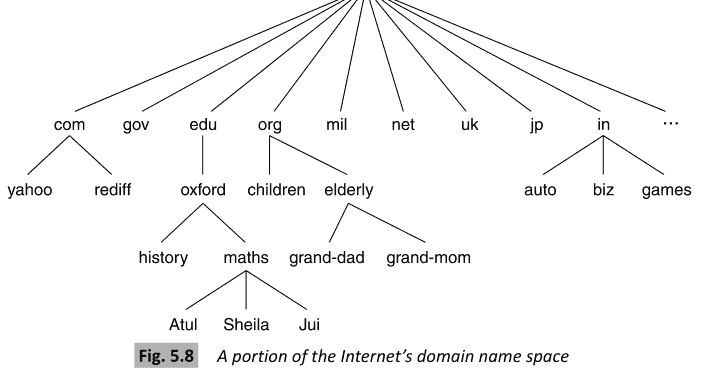 com gov edu org mil net uk jp in ...
yahoo rediff oxford children elderly auto biz games
history maths grand-dad grand-mom
Atul Sheila Jui
Fig. 5.8 A portion of the Internet’s domain name space